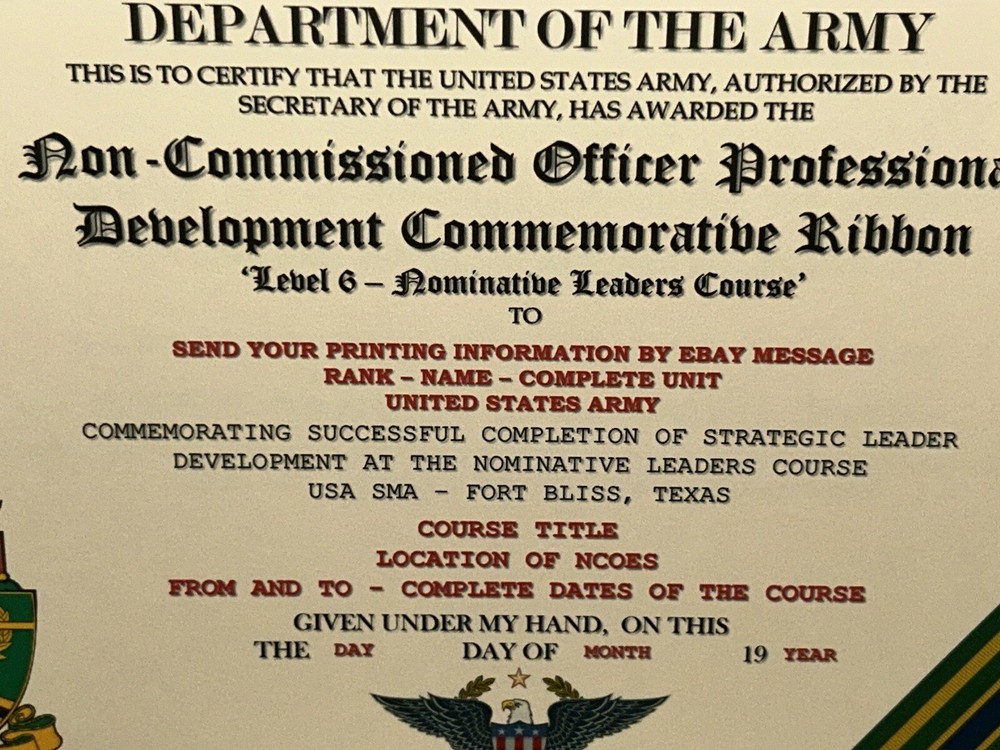 DEPARTMENT OF THE ARMY
THIS IS TO CERTIFY THAT THE UNITED STATES ARMY, AUTHORIZED BY THE
SECRETARY OF THE ARMY, HAS AWARDED THE
Non-Commissioned Officer Professiona
Development Commemorative Ribbon
‘Level 6 – Nominative Leaders Course’
TO
SEND YOUR PRINTING INFORMATION BY EBAY MESSAGE
RANK – NAME – COMPLETE UNIT
UNITED STATES ARMY
COMMEMORATING SUCCESSFUL COMPLETION OF STRATEGIC LEADER
DEVELOPMENT AT THE NOMINATIVE LEADERS COURSE
USA SMA – FORT BLISS, TEXAS
COURSE TITLE
LOCATION OF NCOES
FROM AND TO – COMPLETE DATES OF THE COURSE
GIVEN UNDER MY HAND, ON THIS
THE DAY DAY OF MONTH 19 YEAR